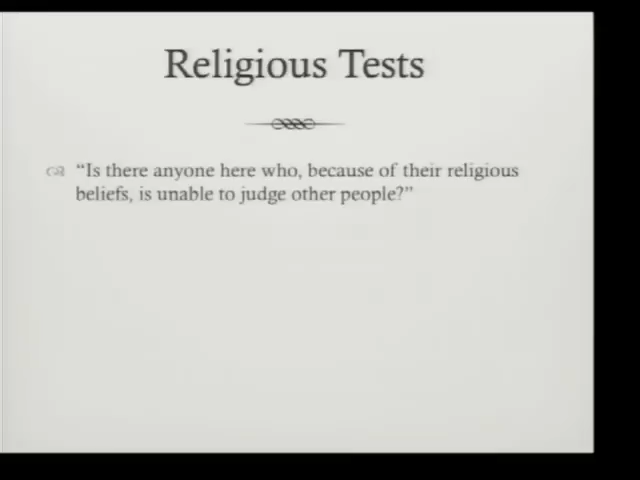 Religious Tests
“Is there anyone here who, because of their religious
beliefs, is unable to judge other people?”